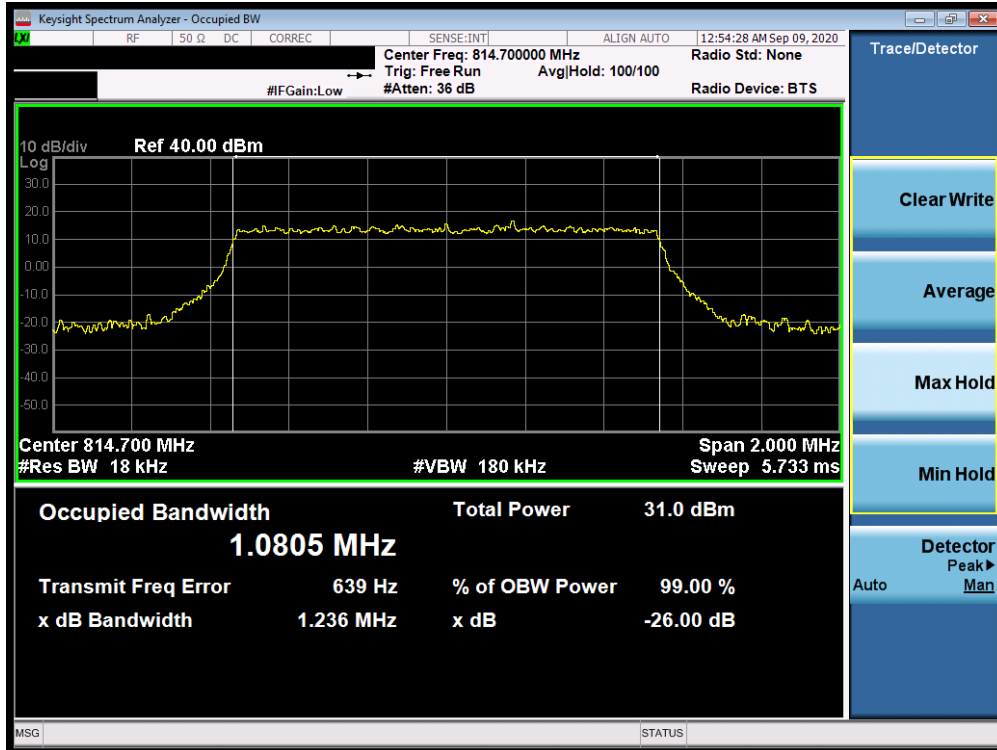 Keysight Spectrum Analyzer - Occupied BW
LXI RF 50 Ω DC CORREC SENSE:INT ALIGN AUTO 12:54:28 AM Sep 09, 2020
Center Freq: 814.700000 MHz Radio Std: None
Trig: Free Run Avg|Hold: 100/100
#IFGain:Low #Atten: 36 dB Radio Device: BTS
10 dB/div Ref 40.00 dBm
Log
30.0
20.0
10.0
0.00
-10.0
-20.0
-30.0
-40.0
-50.0
Center 814.700 MHz Span 2.000 MHz
#Res BW 18 kHz #VBW 180 kHz Sweep 5.733 ms
Occupied Bandwidth Total Power 31.0 dBm
1.0805 MHz
Transmit Freq Error 639 Hz % of OBW Power 99.00 %
x dB Bandwidth 1.236 MHz x dB -26.00 dB
MSG STATUS
Trace/Detector
Clear Write
Average
Max Hold
Min Hold
Detector
Peak▶
Auto Man